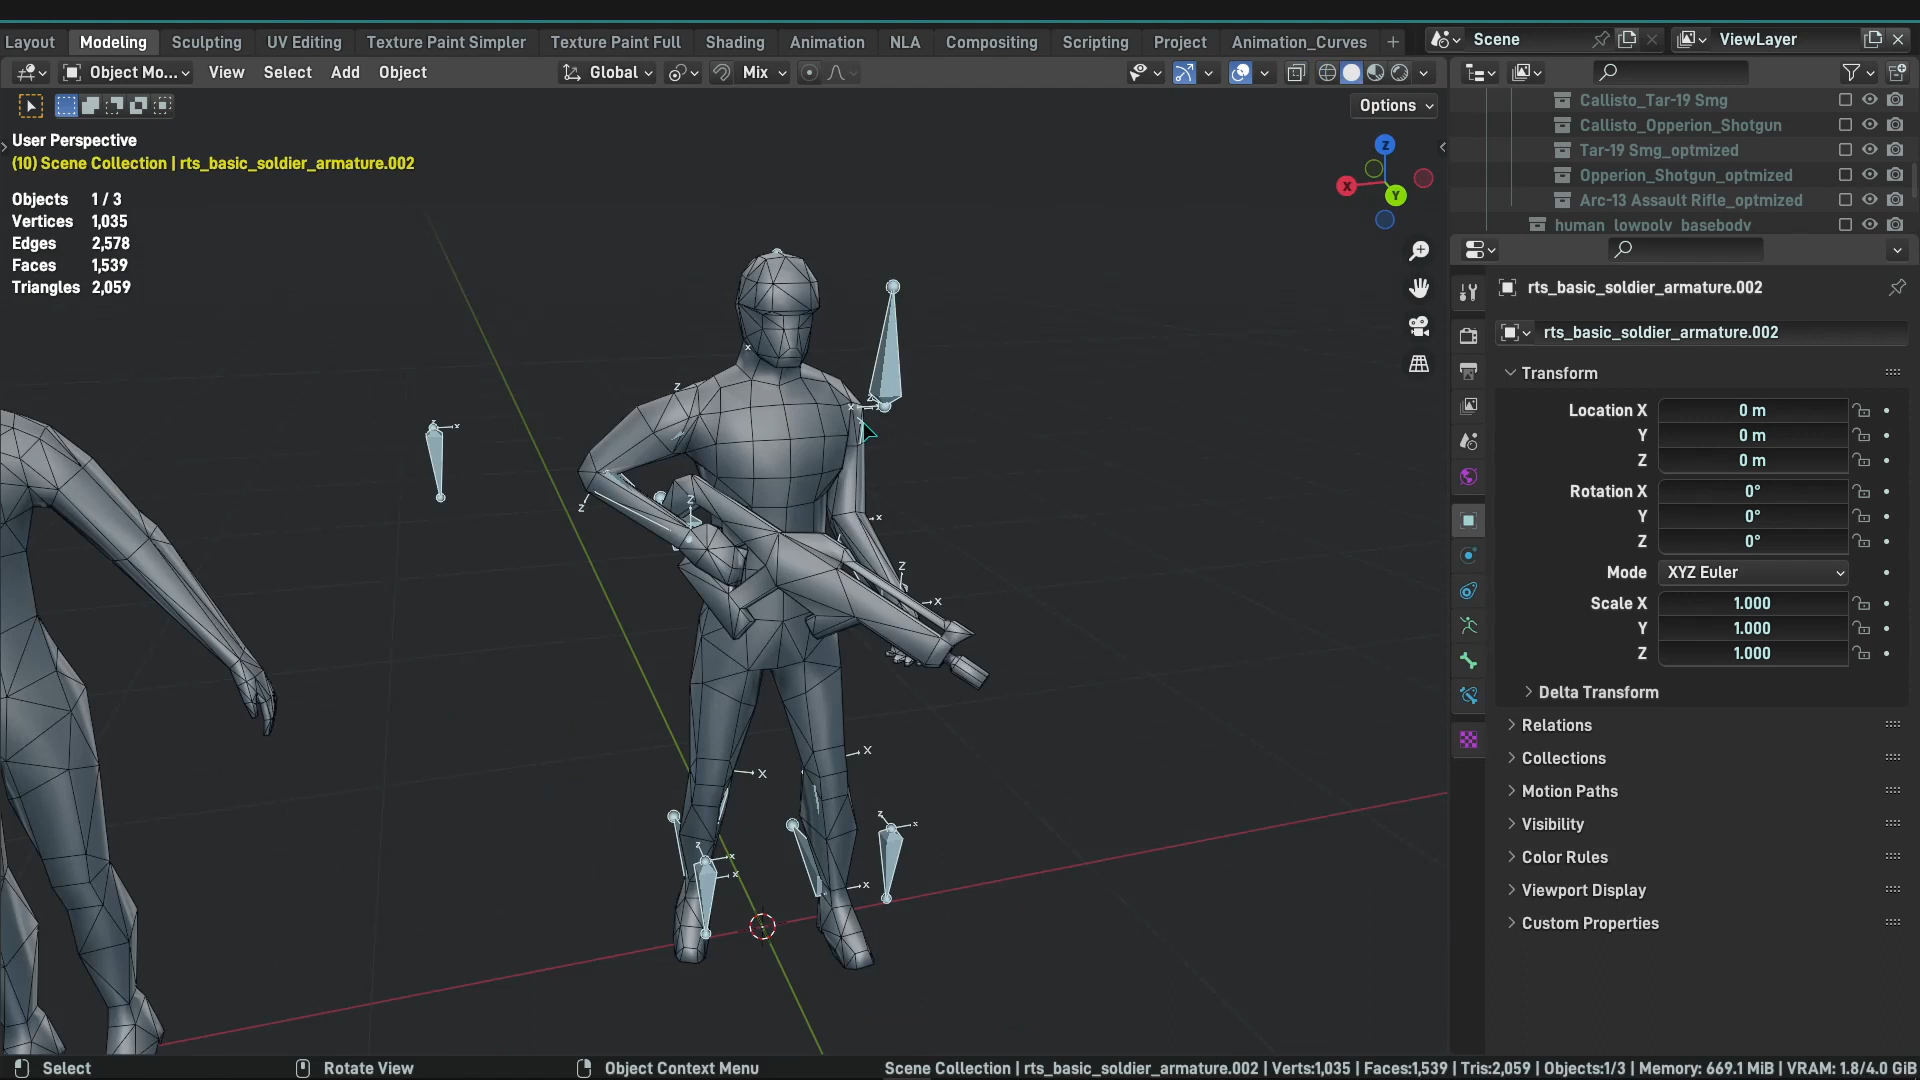 Layout Modeling Sculpting UV Editing Texture Paint Simpler Texture Paint Full Shading Animation NLA Compositing Scripting Project Animation_Curves + Scene ViewLayer
Object Mo... View Select Add Object Global Mix
Options
User Perspective
(10) Scene Collection | rts_basic_soldier_armature.002
Objects 1 / 3
Vertices 1,035
Edges 2,578
Faces 1,539
Triangles 2,059
Z
X
Y
Callisto_Tar-19 Smg
Callisto_Opperion_Shotgun
Tar-19 Smg_optmized
Opperion_Shotgun_optmized
Arc-13 Assault Rifle_optmized
human_lowpoly_basebody
rts_basic_soldier_armature.002
rts_basic_soldier_armature.002
Transform
Location X 0 m
Y 0 m
Z 0 m
Rotation X 0°
Y 0°
Z 0°
Mode XYZ Euler
Scale X 1.000
Y 1.000
Z 1.000
Delta Transform
Relations
Collections
Motion Paths
Visibility
Color Rules
Viewport Display
Custom Properties
Select Rotate View Object Context Menu Scene Collection | rts_basic_soldier_armature.002 | Verts:1,035 | Faces:1,539 | Tris:2,059 | Objects:1/3 | Memory: 669.1 MiB | VRAM: 1.8/4.0 GiB